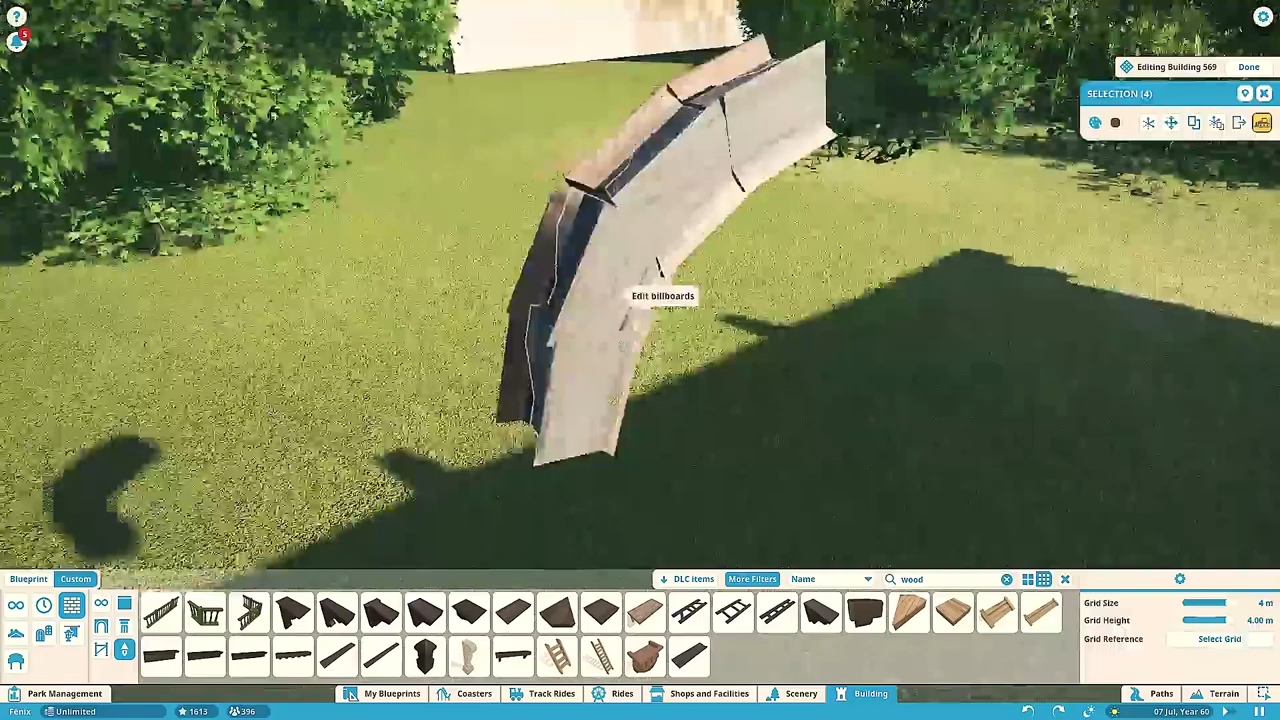 ?
5
Editing Building 569 Done
SELECTION (4)
Edit billboards
Blueprint Custom
DLC items More Filters Name wood
Grid Size 4 m
Grid Height 4.00 m
Grid Reference Select Grid
Park Management My Blueprints Coasters Track Rides Rides Shops and Facilities Scenery Building Paths Terrain
Fenix Unlimited 1613 396 07 Jul, Year 60